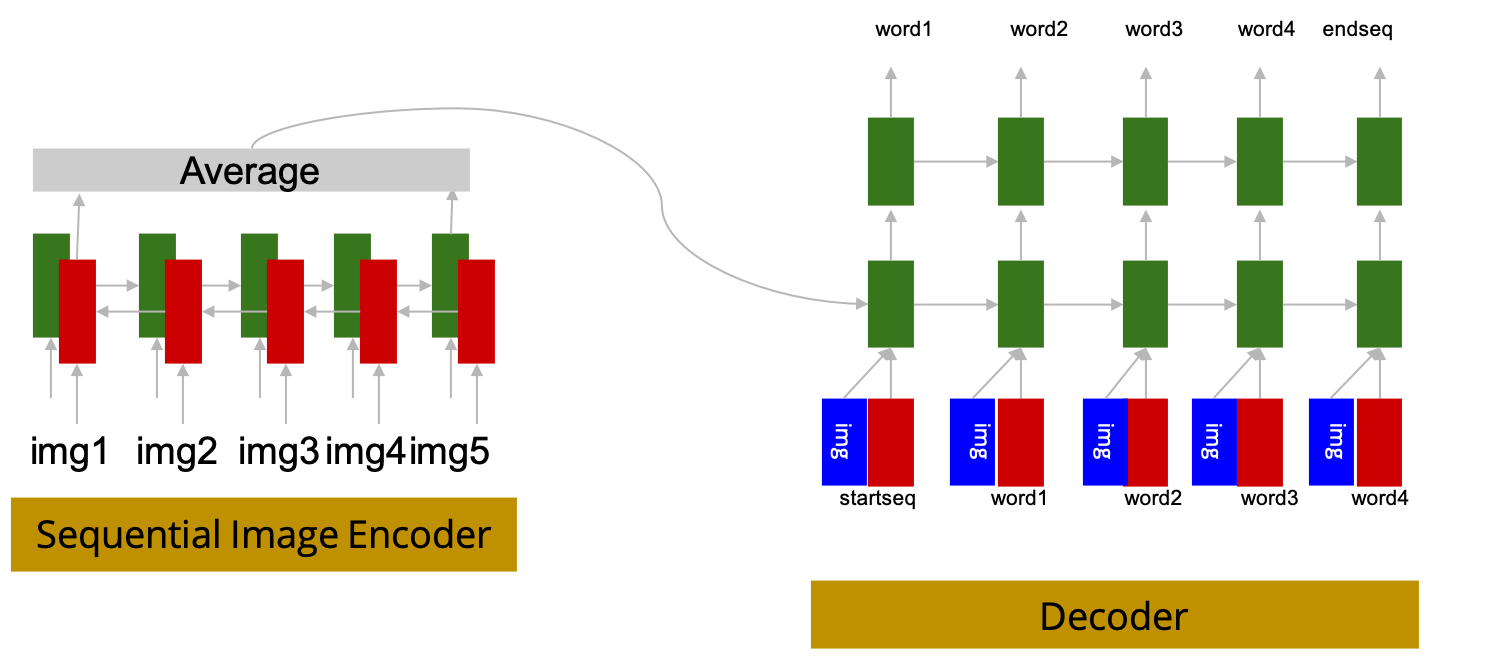 word1 word2 word3 word4 endseq
Average
img1 img2 img3 img4 img5
Sequential Image Encoder
img img img img img
startseq word1 word2 word3 word4
Decoder